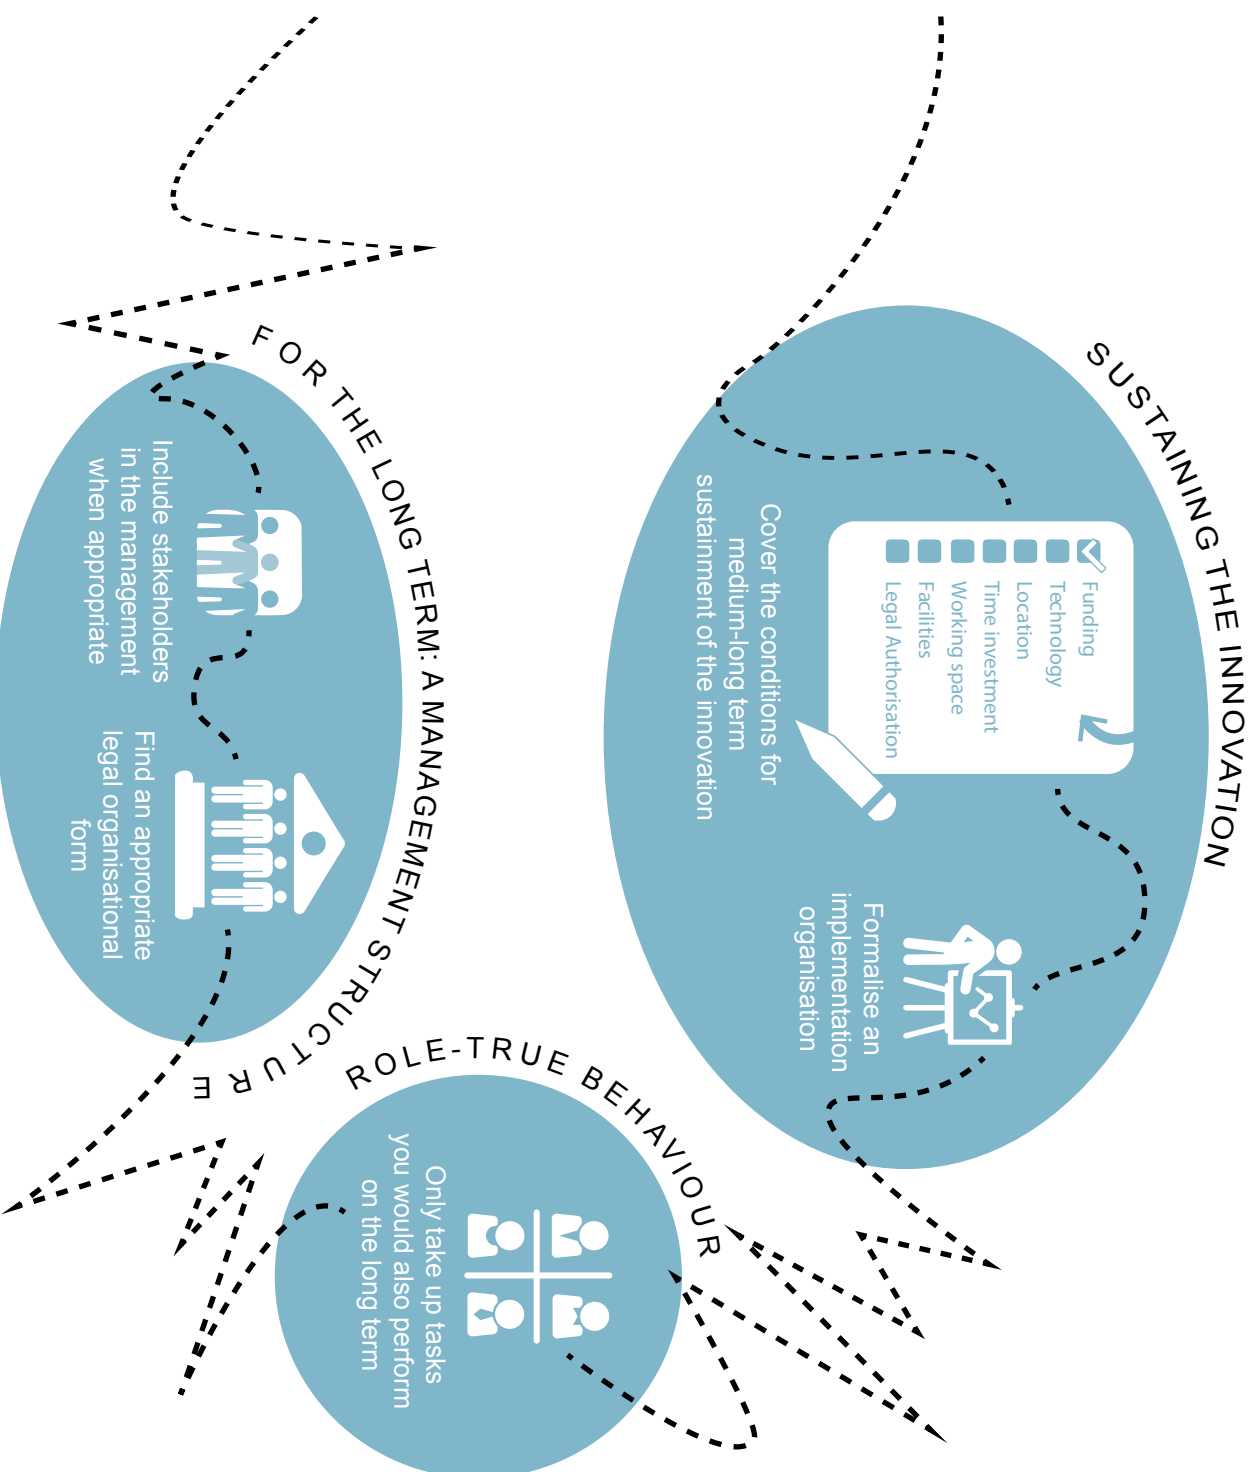 SUSTAINING THE INNOVATION
Funding
Technology
Location
Time investment
Working space
Facilities
Legal Authorisation
Cover the conditions for
medium-long term
sustainment of the innovation
Formalise an
implementation
organisation
FOR THE LONG TERM: A MANAGEMENT STRUCTURE
Include stakeholders
in the management
when appropriate
Find an appropriate
legal organisational
form
ROLE-TRUE BEHAVIOUR
Only take up tasks
you would also perform
on the long term